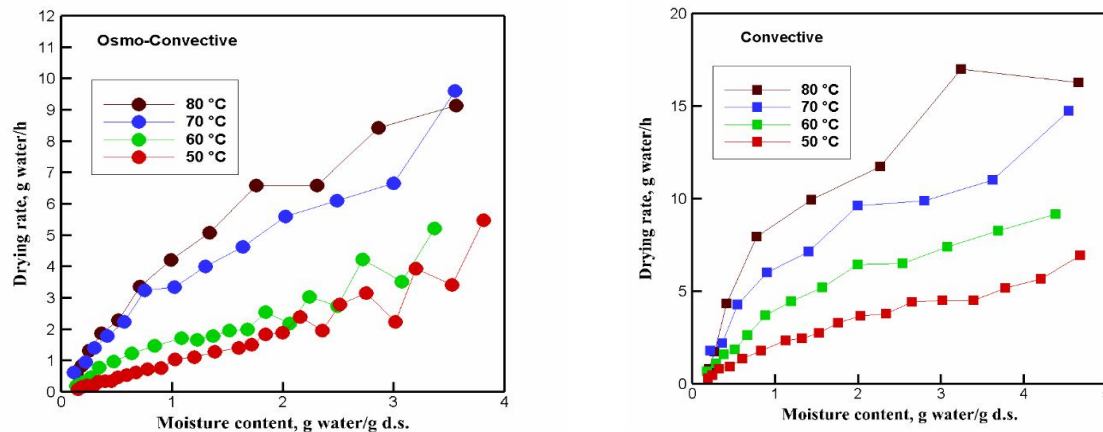 12
11
10
9
8
7
6
5
4
3
2
1
0
Drying rate, g water/h
Osmo-Convective
80 °C
70 °C
60 °C
50 °C
0 1 2 3 4
Moisture content, g water/g d.s.
20
15
10
5
0
Drying rate, g water/h
Convective
80 °C
70 °C
60 °C
50 °C
0 1 2 3 4
Moisture content, g water/g d.s.